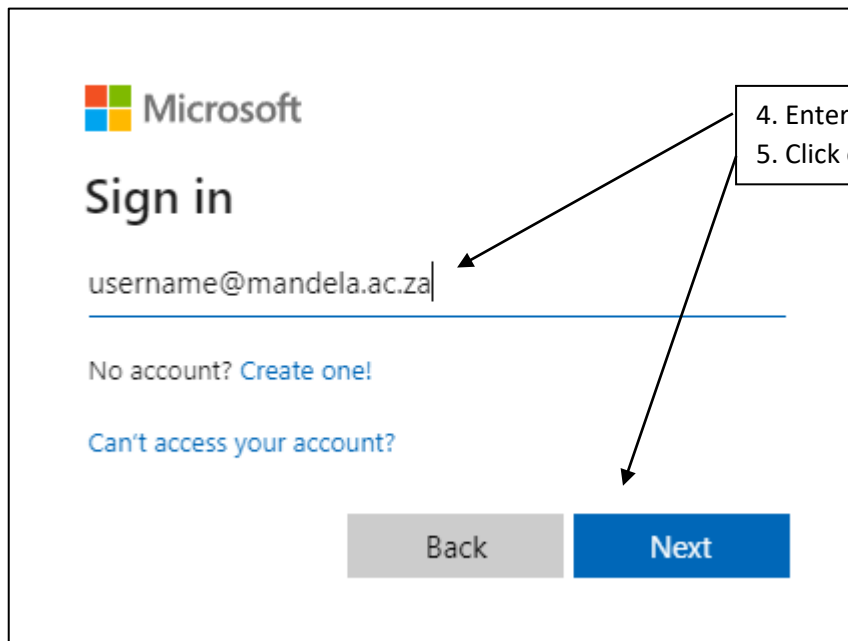 Microsoft
4. Enter
5. Click
Sign in
username@mandela.ac.za
No account? Create one!
Can't access your account?
Back Next